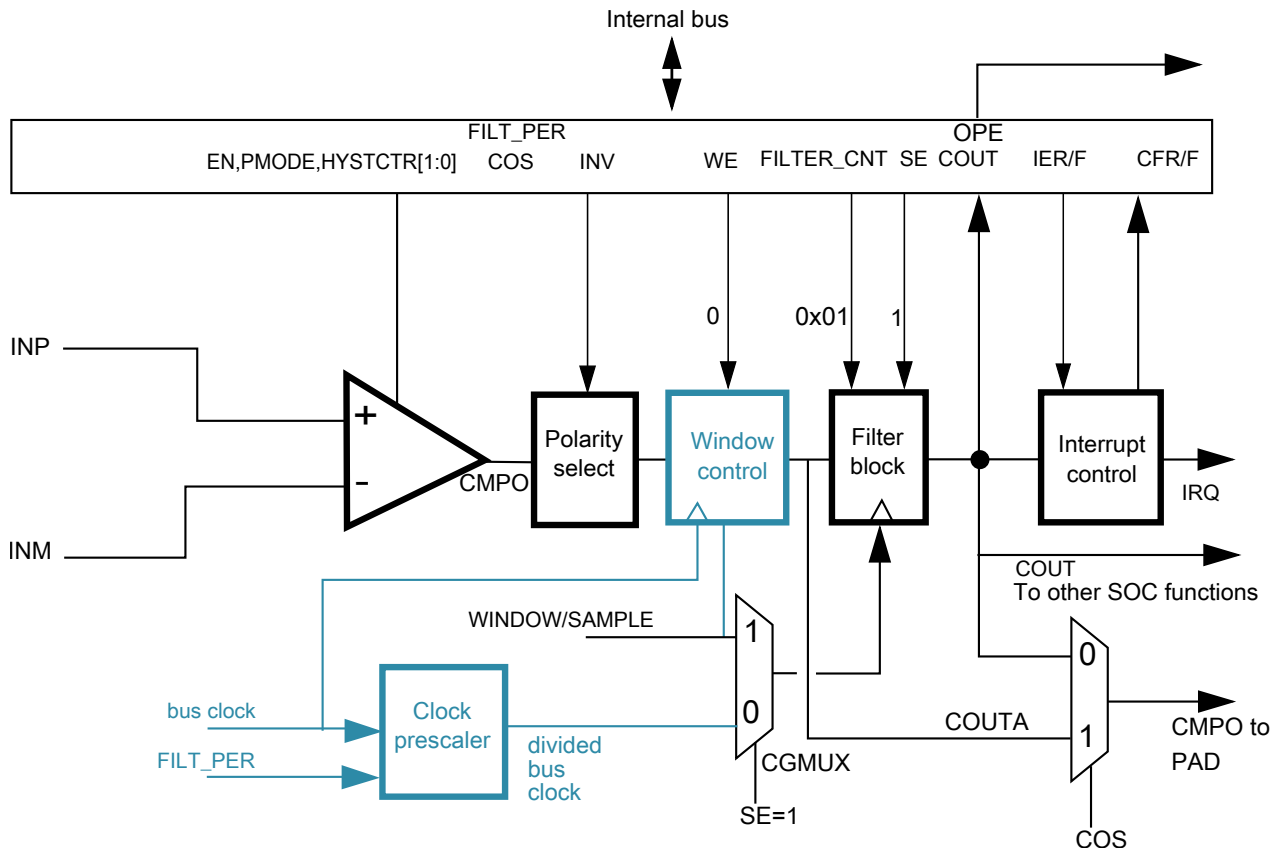 Internal bus
FILT_PER
OPE
EN,PMODE,HYSTCTR[1:0]
COS
INV
WE
FILTER_CNT
SE
COUT
IER/F
CFR/F
0
0x01
1
INP
+
-
INM
CMPO
Polarity
select
Window
control
Filter
block
Interrupt
control
IRQ
COUT
To other SOC functions
WINDOW/SAMPLE
1
0
CGMUX
SE=1
bus clock
FILT_PER
Clock
prescaler
divided
bus
clock
COUTA
0
1
CMPO to
PAD
COS